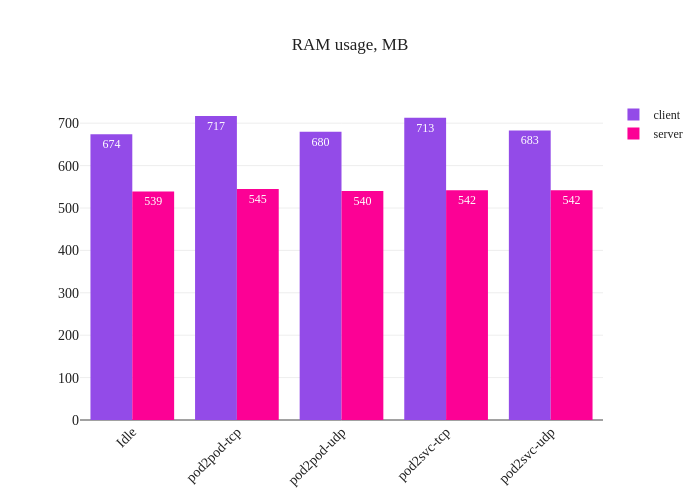 RAM usage, MB
client
server
700
600
500
400
300
200
100
0
674
539
717
545
680
540
713
542
683
542
Idle
pod2pod-tcp
pod2pod-udp
pod2svc-tcp
pod2svc-udp